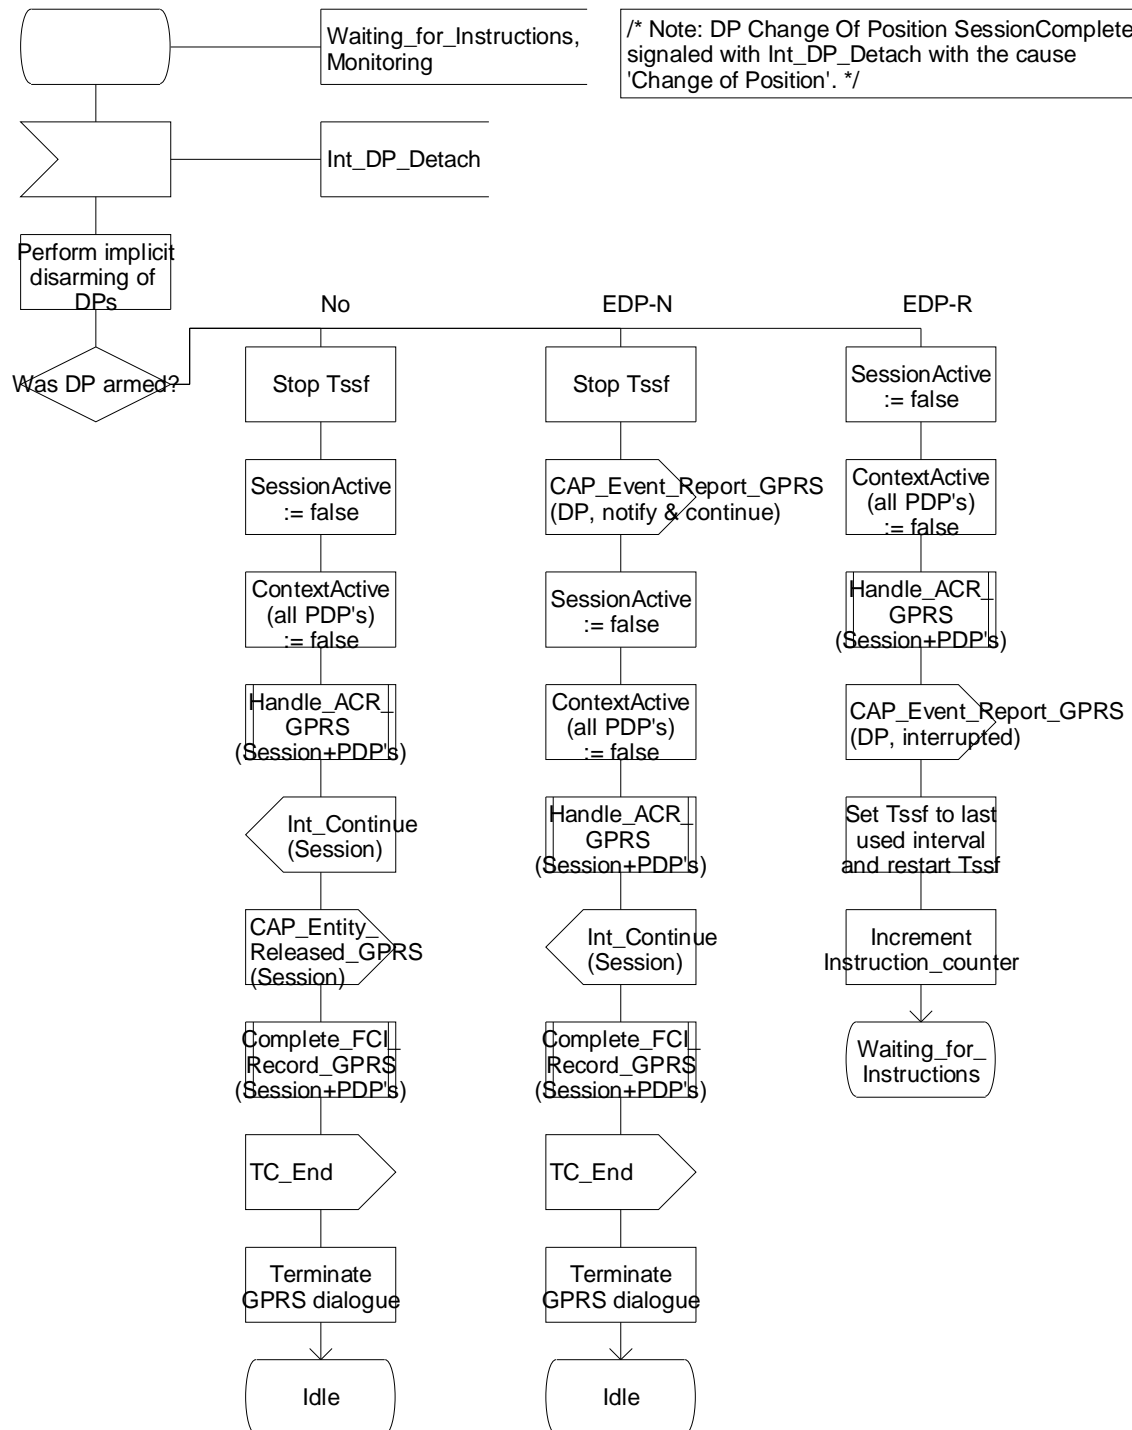 Waiting_for_Instructions,
Monitoring
/* Note: DP Change Of Position SessionComplete
signaled with Int_DP_Detach with the cause
'Change of Position'. */
Int_DP_Detach
Perform implicit
disarming of
DPs
Was DP armed?
No
Stop Tssf
SessionActive
:= false
ContextActive
(all PDP's)
:= false
Handle_ACR_
GPRS
(Session+PDP's)
Int_Continue
(Session)
CAP_Entity_
Released_GPRS
(Session)
Complete_FCI_
Record_GPRS
(Session+PDP's)
TC_End
Terminate
GPRS dialogue
Idle
EDP-N
Stop Tssf
CAP_Event_Report_GPRS
(DP, notify & continue)
SessionActive
:= false
ContextActive
(all PDP's)
:= false
Handle_ACR_
GPRS
(Session+PDP's)
Int_Continue
(Session)
Complete_FCI_
Record_GPRS
(Session+PDP's)
TC_End
Terminate
GPRS dialogue
Idle
EDP-R
SessionActive
:= false
ContextActive
(all PDP's)
:= false
Handle_ACR_
GPRS
(Session+PDP's)
CAP_Event_Report_GPRS
(DP, interrupted)
Set Tssf to last
used interval
and restart Tssf
Increment
Instruction_counter
Waiting_for_
Instructions